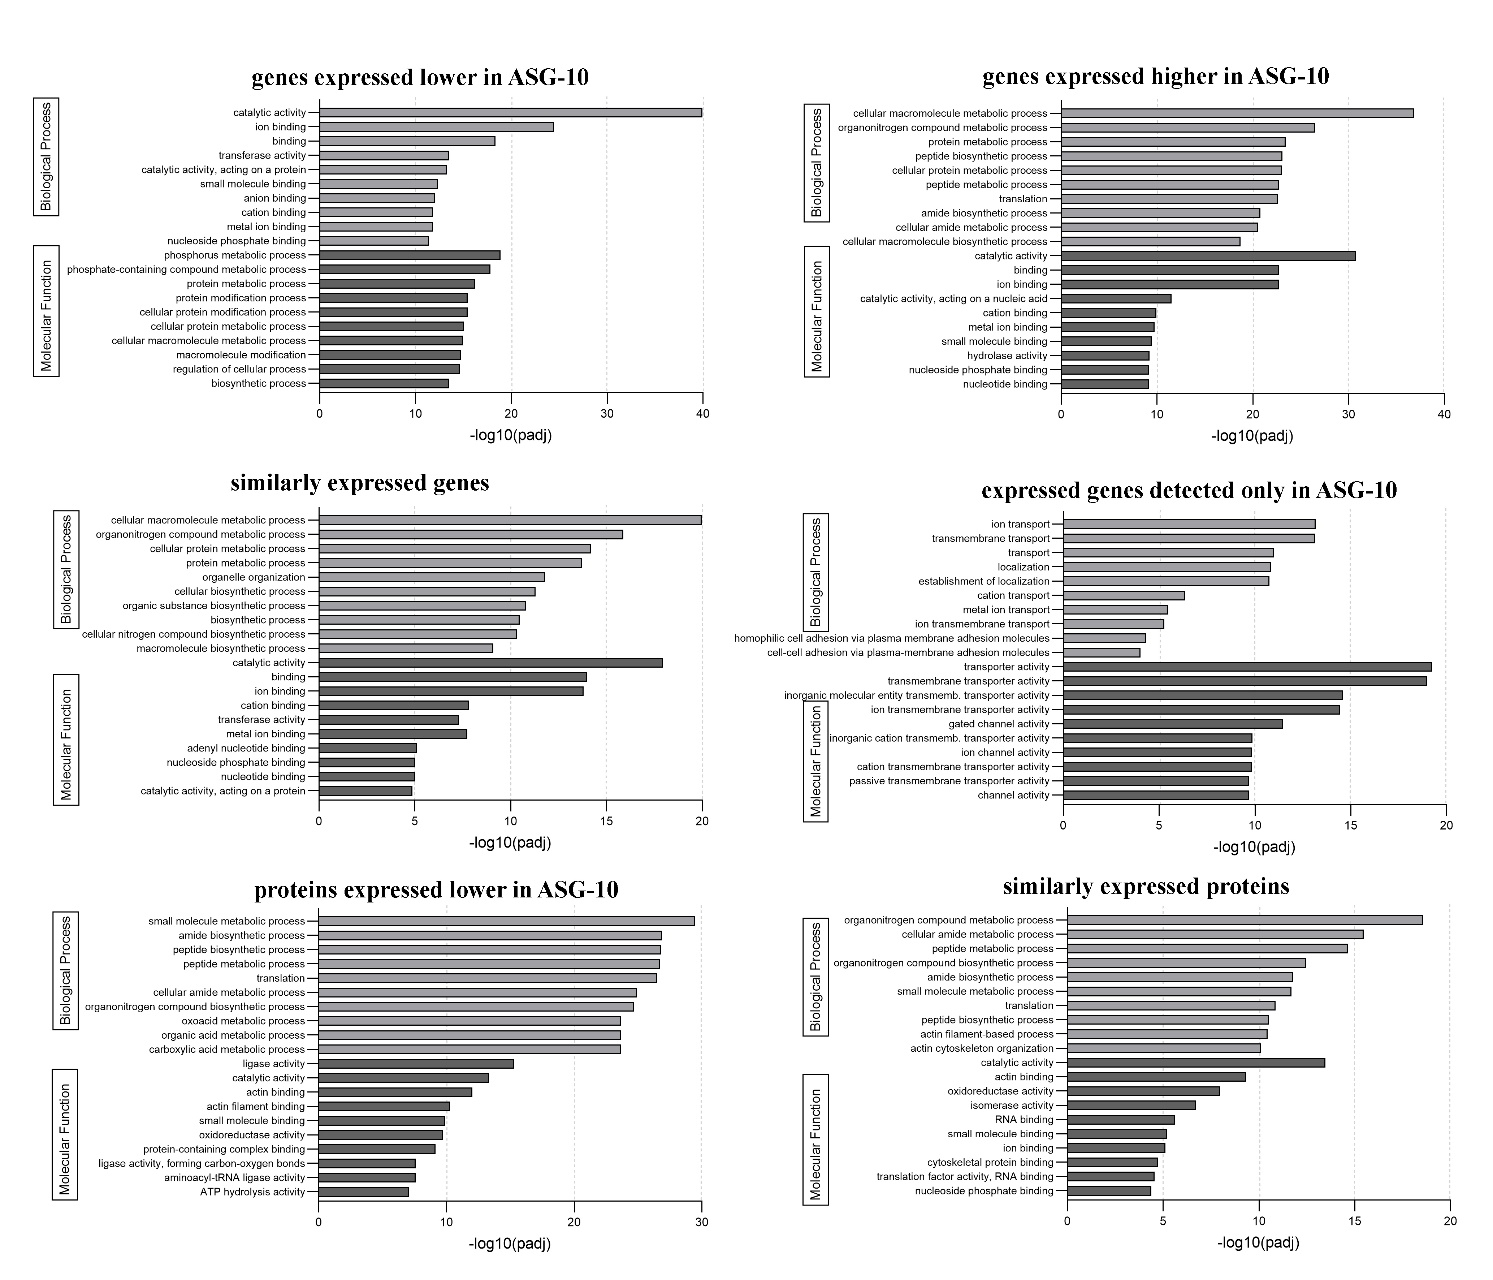 genes expressed lower in ASG-10
Biological Process
Molecular Function
catalytic activity
ion binding
binding
transferase activity
catalytic activity, acting on a protein
small molecule binding
anion binding
cation binding
metal ion binding
nucleoside phosphate binding
phosphorus metabolic process
phosphate-containing compound metabolic process
protein metabolic process
protein modification process
cellular protein modification process
cellular protein metabolic process
cellular macromolecule metabolic process
macromolecule modification
regulation of cellular process
biosynthetic process
0 10 20 30 40
-log10(padj)
genes expressed higher in ASG-10
Biological Process
Molecular Function
cellular macromolecule metabolic process
organonitrogen compound metabolic process
protein metabolic process
peptide biosynthetic process
cellular protein metabolic process
peptide metabolic process
translation
amide biosynthetic process
cellular amide metabolic process
cellular macromolecule biosynthetic process
catalytic activity
binding
ion binding
catalytic activity, acting on a nucleic acid
cation binding
metal ion binding
small molecule binding
hydrolase activity
nucleoside phosphate binding
nucleotide binding
0 10 20 30 40
-log10(padj)
similarly expressed genes
Biological Process
Molecular Function
cellular macromolecule metabolic process
organonitrogen compound metabolic process
cellular protein metabolic process
protein metabolic process
organelle organization
cellular biosynthetic process
organic substance biosynthetic process
biosynthetic process
cellular nitrogen compound biosynthetic process
macromolecule biosynthetic process
catalytic activity
binding
ion binding
cation binding
transferase activity
metal ion binding
adenyl nucleotide binding
nucleoside phosphate binding
nucleotide binding
catalytic activity, acting on a protein
0 5 10 15 20
-log10(padj)
expressed genes detected only in ASG-10
Biological Process
Molecular Function
ion transport
transmembrane transport
transport
localization
establishment of localization
cation transport
metal ion transport
ion transmembrane transport
homophilic cell adhesion via plasma membrane adhesion molecules
cell-cell adhesion via plasma-membrane adhesion molecules
transporter activity
transmembrane transporter activity
inorganic molecular entity transmemb. transporter activity
ion transmembrane transporter activity
gated channel activity
inorganic cation transmemb. transporter activity
ion channel activity
cation transmembrane transporter activity
passive transmembrane transporter activity
channel activity
0 5 10 15 20
-log10(padj)
proteins expressed lower in ASG-10
Biological Process
Molecular Function
small molecule metabolic process
amide biosynthetic process
peptide biosynthetic process
peptide metabolic process
translation
cellular amide metabolic process
organonitrogen compound biosynthetic process
oxoacid metabolic process
organic acid metabolic process
carboxylic acid metabolic process
ligase activity
catalytic activity
actin binding
actin filament binding
small molecule binding
oxidoreductase activity
protein-containing complex binding
ligase activity, forming carbon-oxygen bonds
aminoacyl-tRNA ligase activity
ATP hydrolysis activity
0 10 20 30
-log10(padj)
similarly expressed proteins
Biological Process
Molecular Function
organonitrogen compound metabolic process
cellular amide metabolic process
peptide metabolic process
organonitrogen compound biosynthetic process
amide biosynthetic process
small molecule metabolic process
translation
peptide biosynthetic process
actin filament-based process
actin cytoskeleton organization
catalytic activity
actin binding
oxidoreductase activity
isomerase activity
RNA binding
small molecule binding
ion binding
cytoskeletal protein binding
translation factor activity, RNA binding
nucleoside phosphate binding
0 5 10 15 20
-log10(padj)